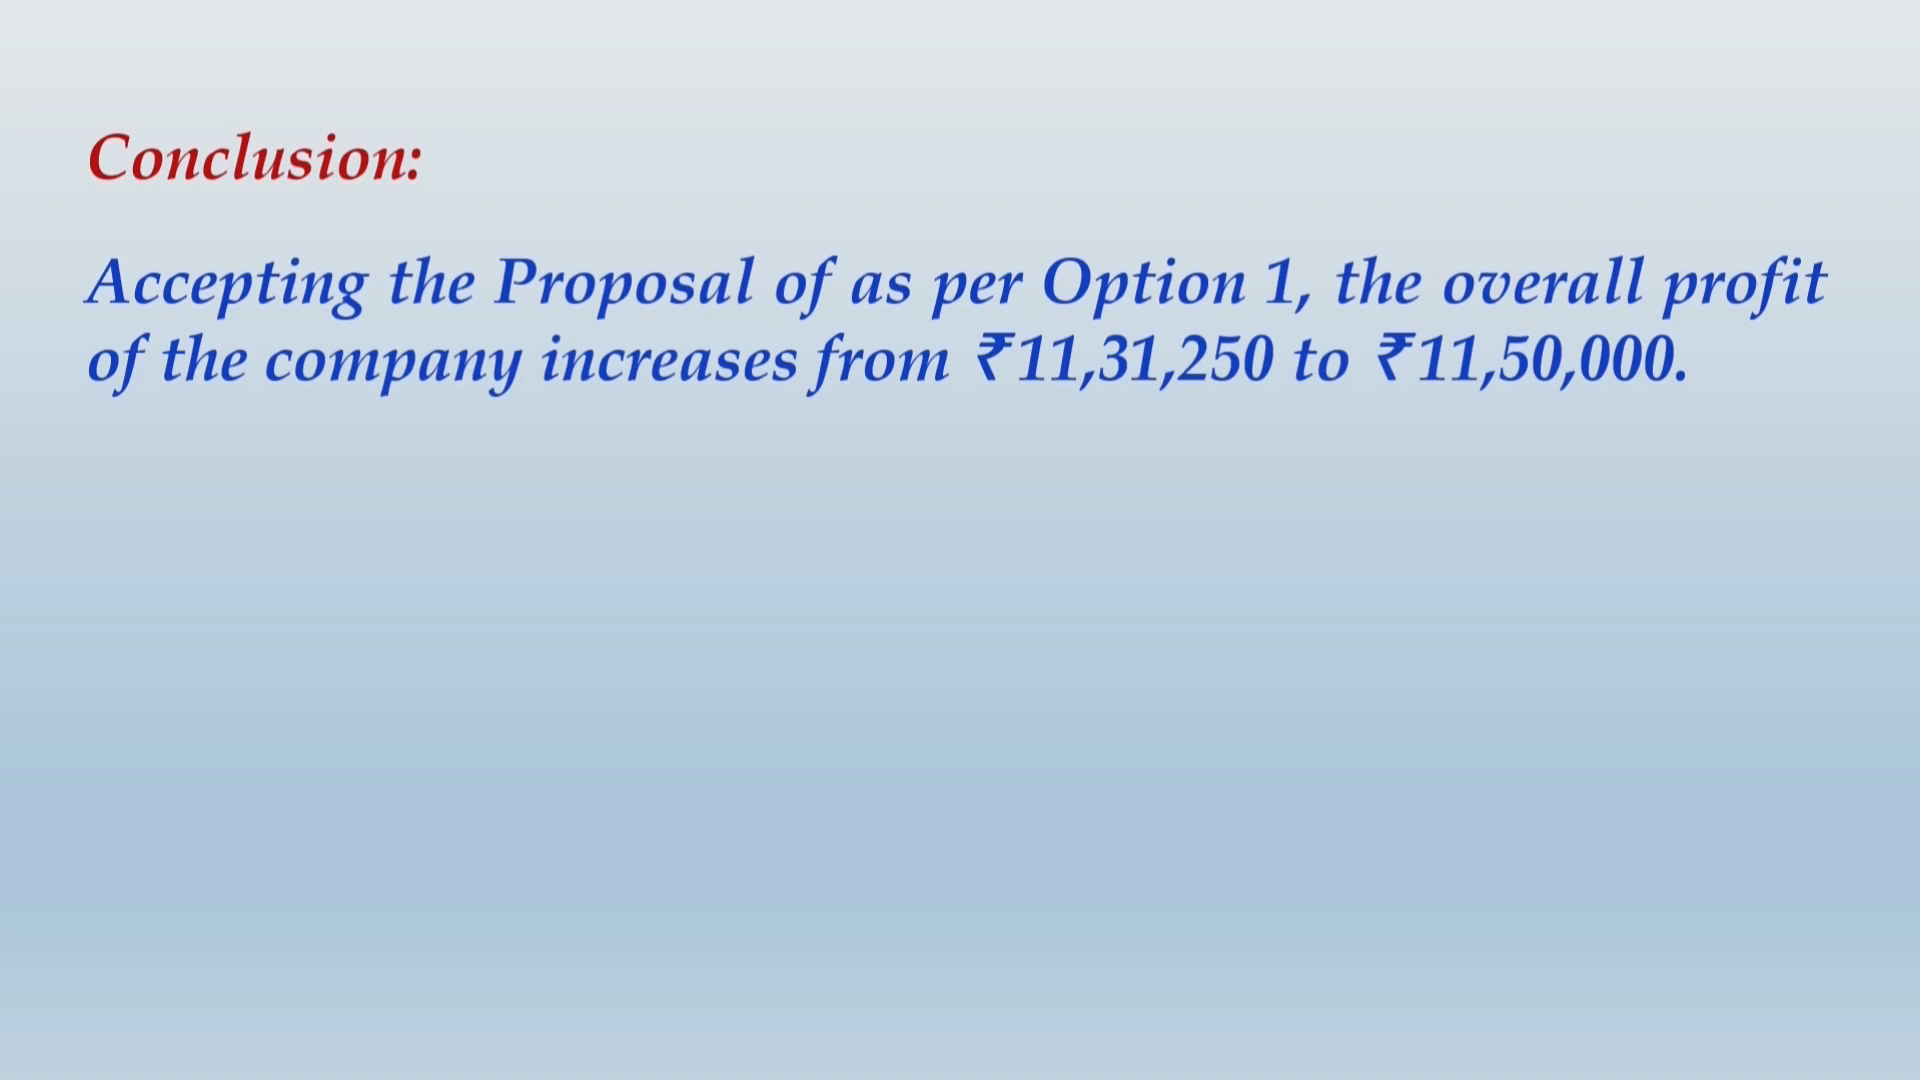 Conclusion:
Accepting the Proposal of as per Option 1, the overall profit
of the company increases from ₹11,31,250 to ₹11,50,000.